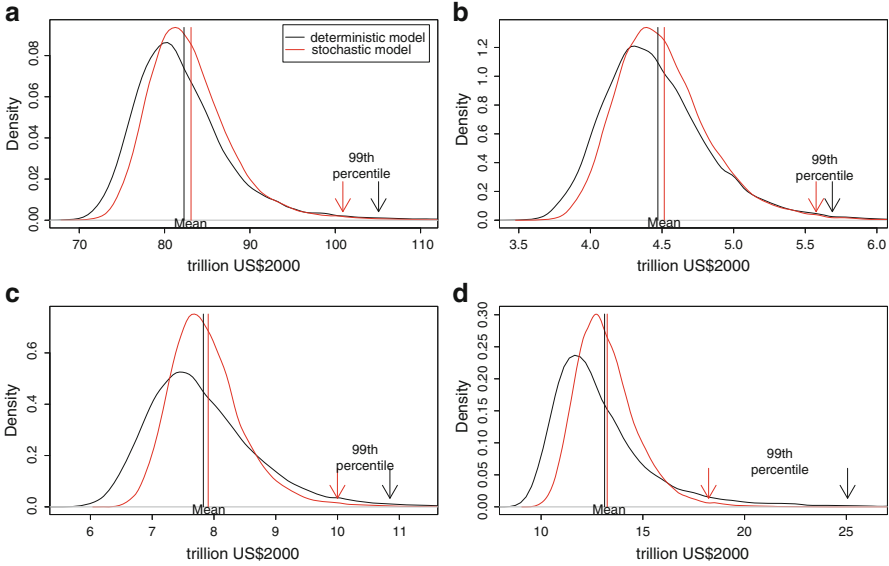 a
deterministic model
stochastic model
Density
0.00 0.02 0.04 0.06 0.08
99th
percentile
Mean
70 80 90 100 110
trillion US$2000
b
Density
0.0 0.2 0.4 0.6 0.8 1.0 1.2
99th
percentile
Mean
3.5 4.0 4.5 5.0 5.5 6.0
trillion US$2000
c
Density
0.0 0.2 0.4 0.6
99th
percentile
Mean
6 7 8 9 10 11
trillion US$2000
d
Density
0.00 0.05 0.10 0.15 0.20 0.25 0.30
99th
percentile
Mean
10 15 20 25
trillion US$2000